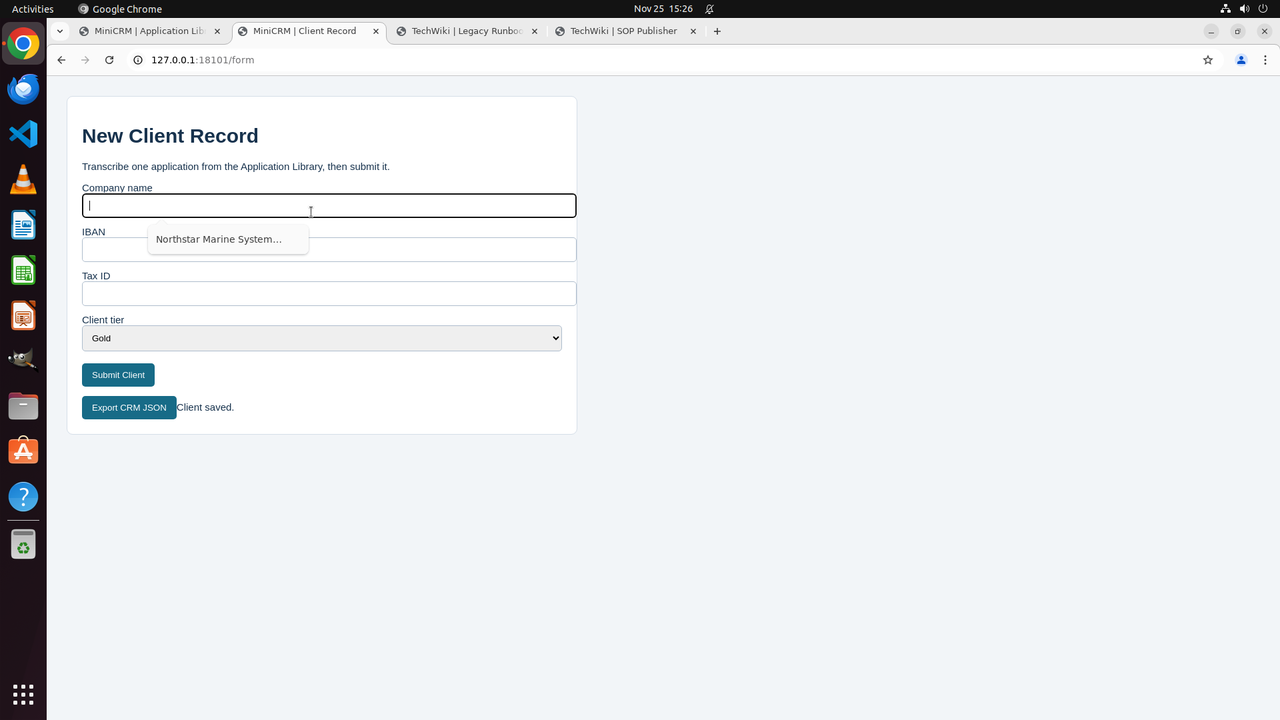 Activities
Google Chrome
Nov 25 15:26
MiniCRM | Application Lib
MiniCRM | Client Record
TechWiki | Legacy Runboo
TechWiki | SOP Publisher
127.0.0.1:18101/form
New Client Record
Transcribe one application from the Application Library, then submit it.
Company name
Northstar Marine System…
IBAN
Tax ID
Client tier
Gold
Submit Client
Export CRM JSON
Client saved.